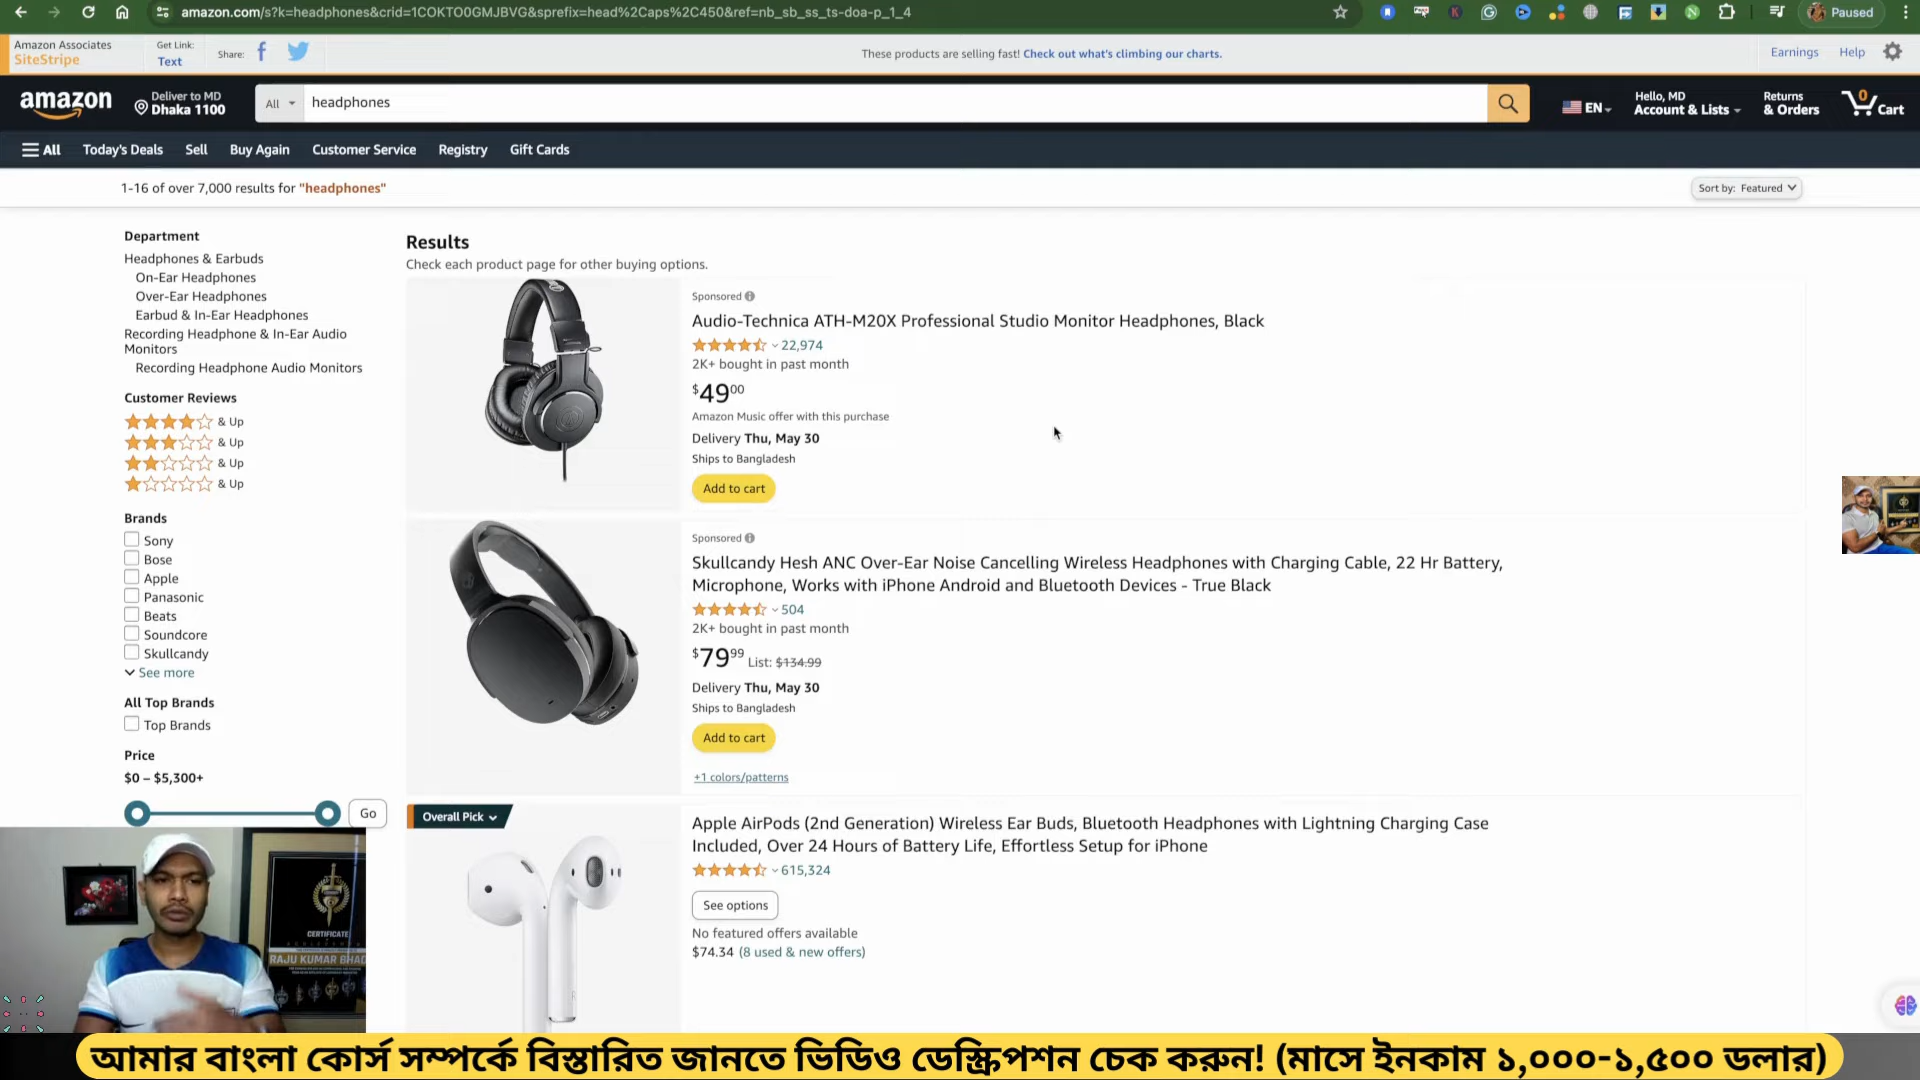 amazon.com/s?k=headphones&crid=1COKTO0GMJBVG&sprefix=head%2Caps%2C450&ref=nb_sb_ss_ts-doa-p_1_4
Paused
Amazon Associates
SiteStripe
Get Link:
Text
Share:
These products are selling fast! Check out what's climbing our charts.
Earnings
Help
amazon
Deliver to MD
Dhaka 1100
All
headphones
EN
Hello, MD
Account & Lists
Returns
& Orders
0
Cart
All
Today's Deals
Sell
Buy Again
Customer Service
Registry
Gift Cards
1-16 of over 7,000 results for "headphones"
Sort by: Featured
Department
Headphones & Earbuds
On-Ear Headphones
Over-Ear Headphones
Earbud & In-Ear Headphones
Recording Headphone & In-Ear Audio
Monitors
Recording Headphone Audio Monitors
Customer Reviews
& Up
& Up
& Up
& Up
Brands
Sony
Bose
Apple
Panasonic
Beats
Soundcore
Skullcandy
See more
All Top Brands
Top Brands
Price
$0 – $5,300+
Go
Results
Check each product page for other buying options.
Sponsored
Audio-Technica ATH-M20X Professional Studio Monitor Headphones, Black
22,974
2K+ bought in past month
$49 00
Amazon Music offer with this purchase
Delivery Thu, May 30
Ships to Bangladesh
Add to cart
Sponsored
Skullcandy Hesh ANC Over-Ear Noise Cancelling Wireless Headphones with Charging Cable, 22 Hr Battery,
Microphone, Works with iPhone Android and Bluetooth Devices - True Black
504
2K+ bought in past month
$79 99 List: $134.99
Delivery Thu, May 30
Ships to Bangladesh
Add to cart
+1 colors/patterns
Overall Pick
Apple AirPods (2nd Generation) Wireless Ear Buds, Bluetooth Headphones with Lightning Charging Case
Included, Over 24 Hours of Battery Life, Effortless Setup for iPhone
615,324
See options
No featured offers available
$74.34 (8 used & new offers)
CERTIFICATE
RAJU KUMAR BHAD
আমার বাংলা কোর্স সম্পর্কে বিস্তারিত জানতে ভিডিও ডেস্ক্রিপশন চেক করুন! (মাসে ইনকাম ১,০০০-১,৫০০ ডলার)